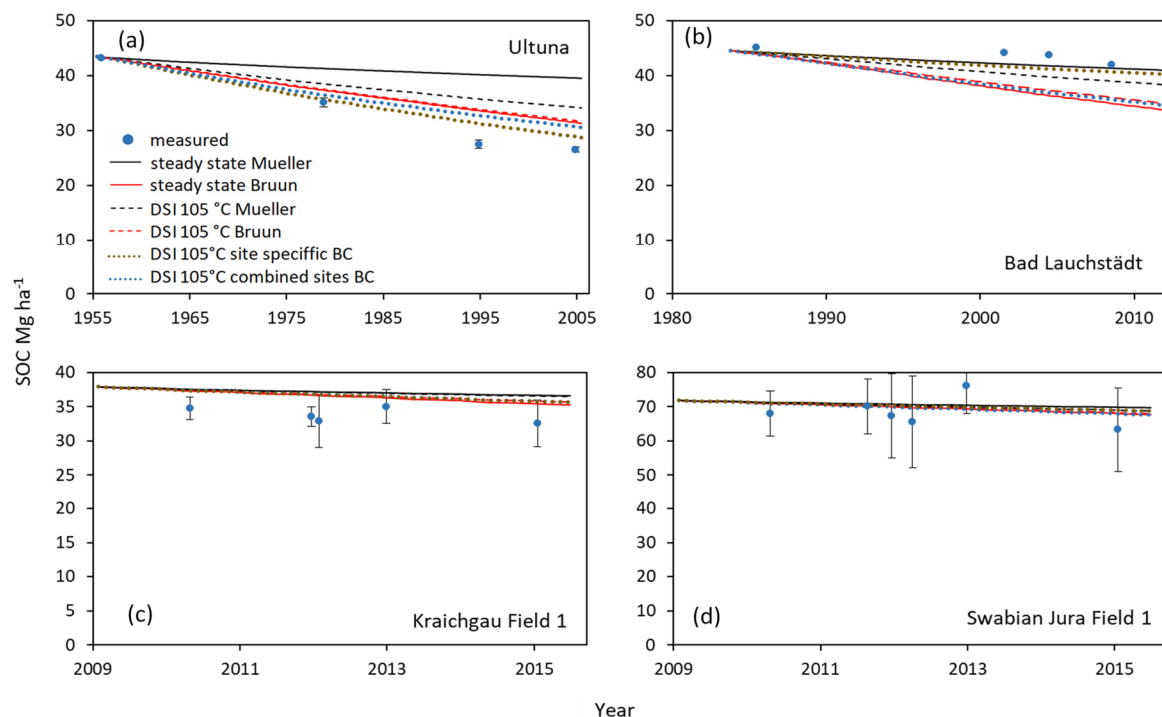 (a)
Ultuna
50
40
30
20
10
0
measured
steady state Mueller
steady state Bruun
DSI 105 °C Mueller
DSI 105 °C Bruun
DSI 105°C site speciffic BC
DSI 105°C combined sites BC
1955 1965 1975 1985 1995 2005
(b)
Bad Lauchstädt
50
40
30
20
10
0
1980 1990 2000 2010
SOC Mg ha⁻¹
(c)
Kraichgau Field 1
40
35
30
25
20
15
10
5
0
2009 2011 2013 2015
(d)
Swabian Jura Field 1
80
70
60
50
40
30
20
10
0
2009 2011 2013 2015
Year